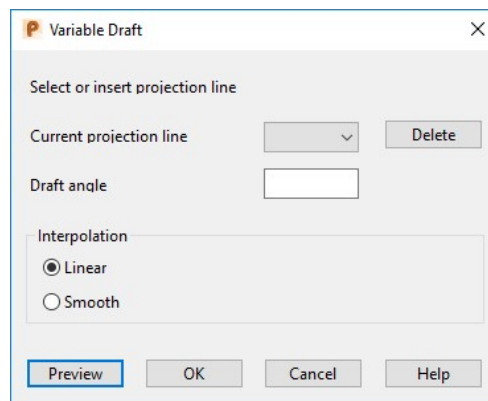 Variable Draft
Select or insert projection line
Current projection line
Delete
Draft angle
Interpolation
Linear
Smooth
Preview
OK
Cancel
Help